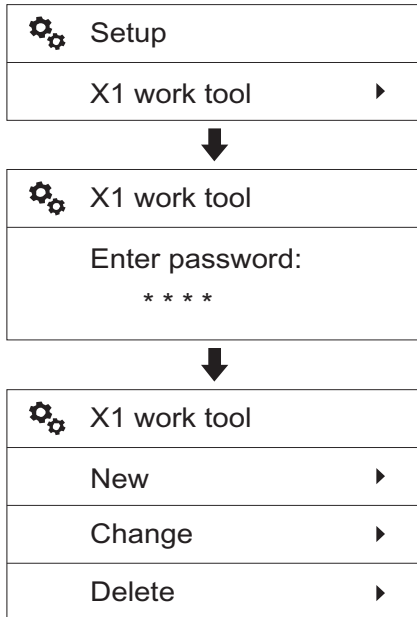 Setup
X1 work tool
X1 work tool
Enter password:
* * * *
X1 work tool
New
Change
Delete